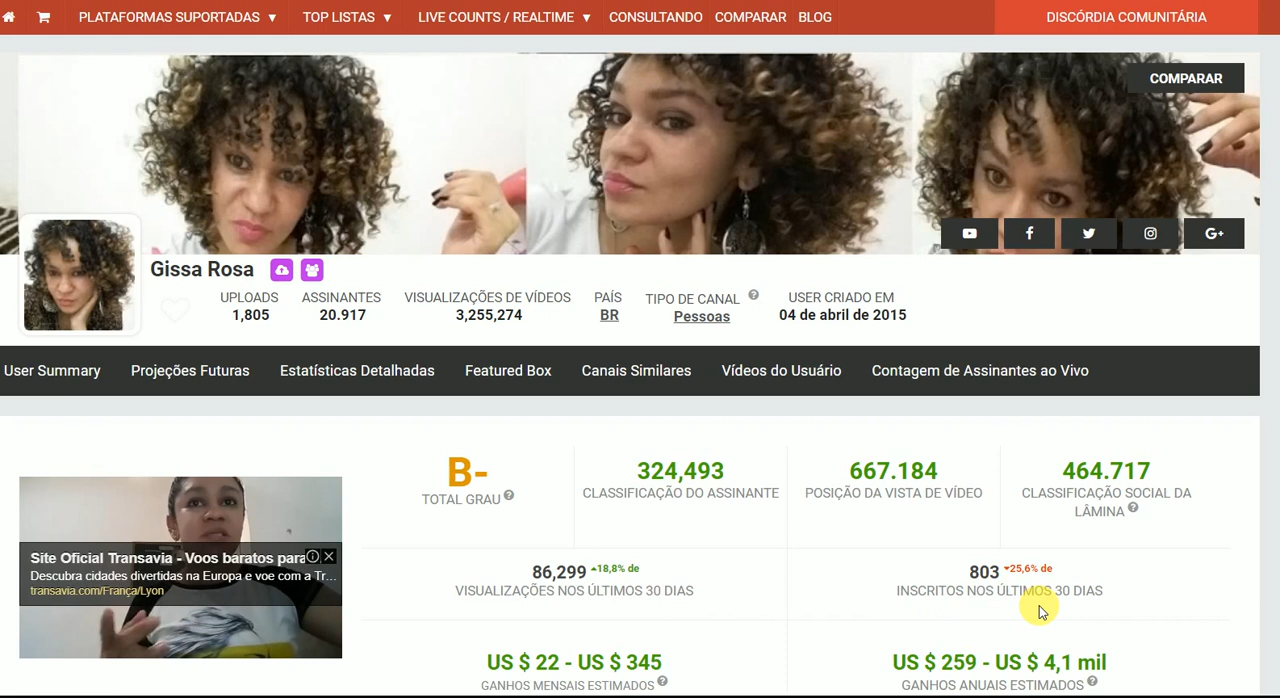 PLATAFORMAS SUPORTADAS ▼ TOP LISTAS ▼ LIVE COUNTS / REALTIME ▼ CONSULTANDO COMPARAR BLOG DISCÓRDIA COMUNITÁRIA
COMPARAR
G+
Gissa Rosa
UPLOADS ASSINANTES VISUALIZAÇÕES DE VÍDEOS PAÍS TIPO DE CANAL USER CRIADO EM
1,805 20.917 3,255,274 BR Pessoas 04 de abril de 2015
User Summary Projeções Futuras Estatísticas Detalhadas Featured Box Canais Similares Vídeos do Usuário Contagem de Assinantes ao Vivo
B- 324,493 667.184 464.717
TOTAL GRAU CLASSIFICAÇÃO DO ASSINANTE POSIÇÃO DA VISTA DE VÍDEO CLASSIFICAÇÃO SOCIAL DA
LÂMINA
Site Oficial Transavia - Voos baratos para
Descubra cidades divertidas na Europa e voe com a Tr...
transavia.com/França/Lyon
86,299 18,8% de 803 25,6% de
VISUALIZAÇÕES NOS ÚLTIMOS 30 DIAS INSCRITOS NOS ÚLTIMOS 30 DIAS
US $ 22 - US $ 345 US $ 259 - US $ 4,1 mil
GANHOS MENSAIS ESTIMADOS GANHOS ANUAIS ESTIMADOS